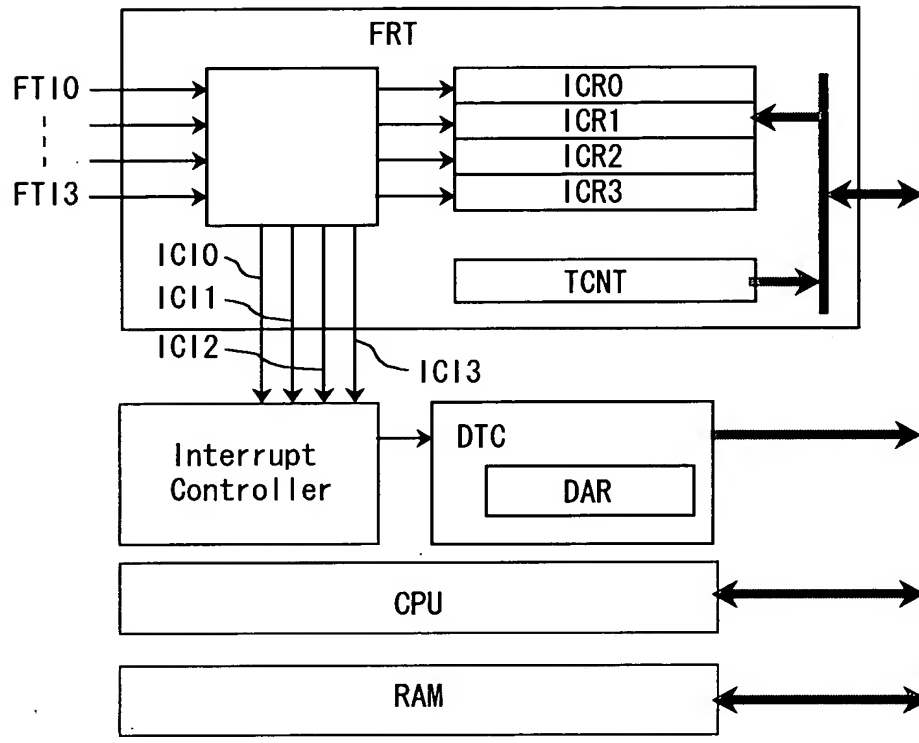 FRT
FTI0
FTI3
ICR0
ICR1
ICR2
ICR3
TCNT
ICI0
ICI1
ICI2
ICI3
Interrupt
Controller
DTC
DAR
CPU
RAM